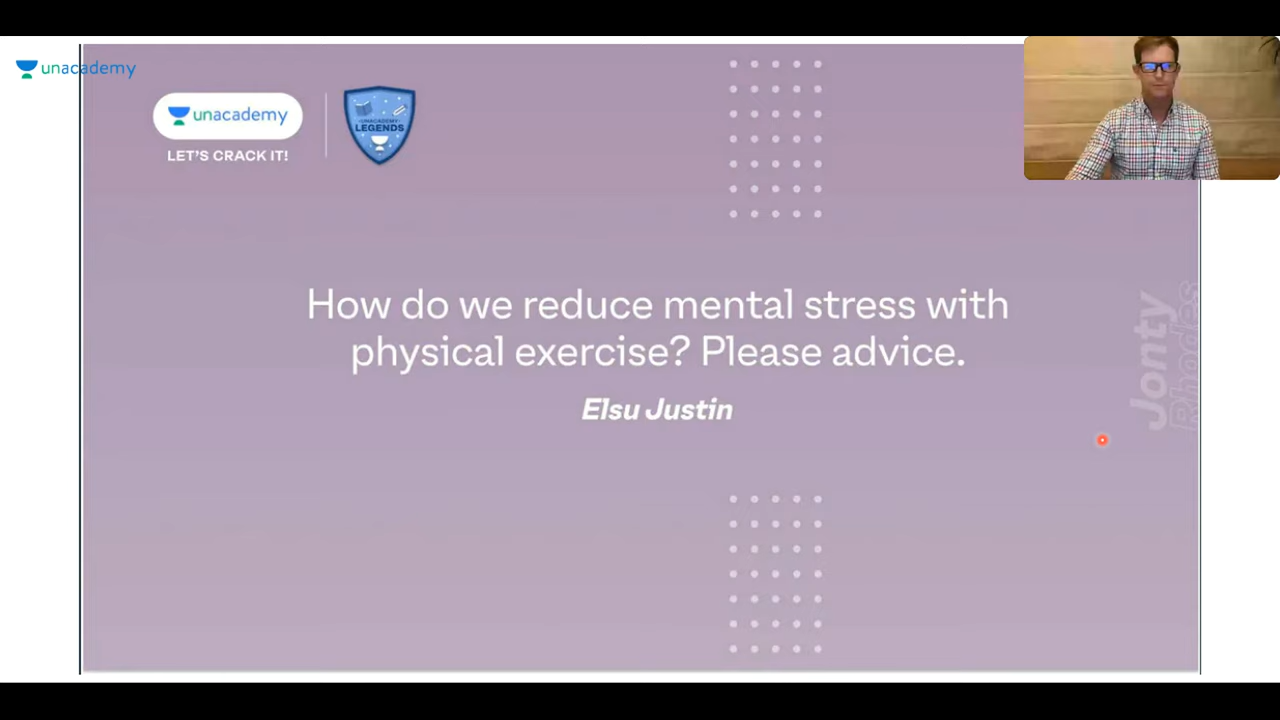 unacademy
unacademy
LET'S CRACK IT!
UNACADEMY
LEGENDS
How do we reduce mental stress with
physical exercise? Please advice.
Elsu Justin
Jonty
Rhodes